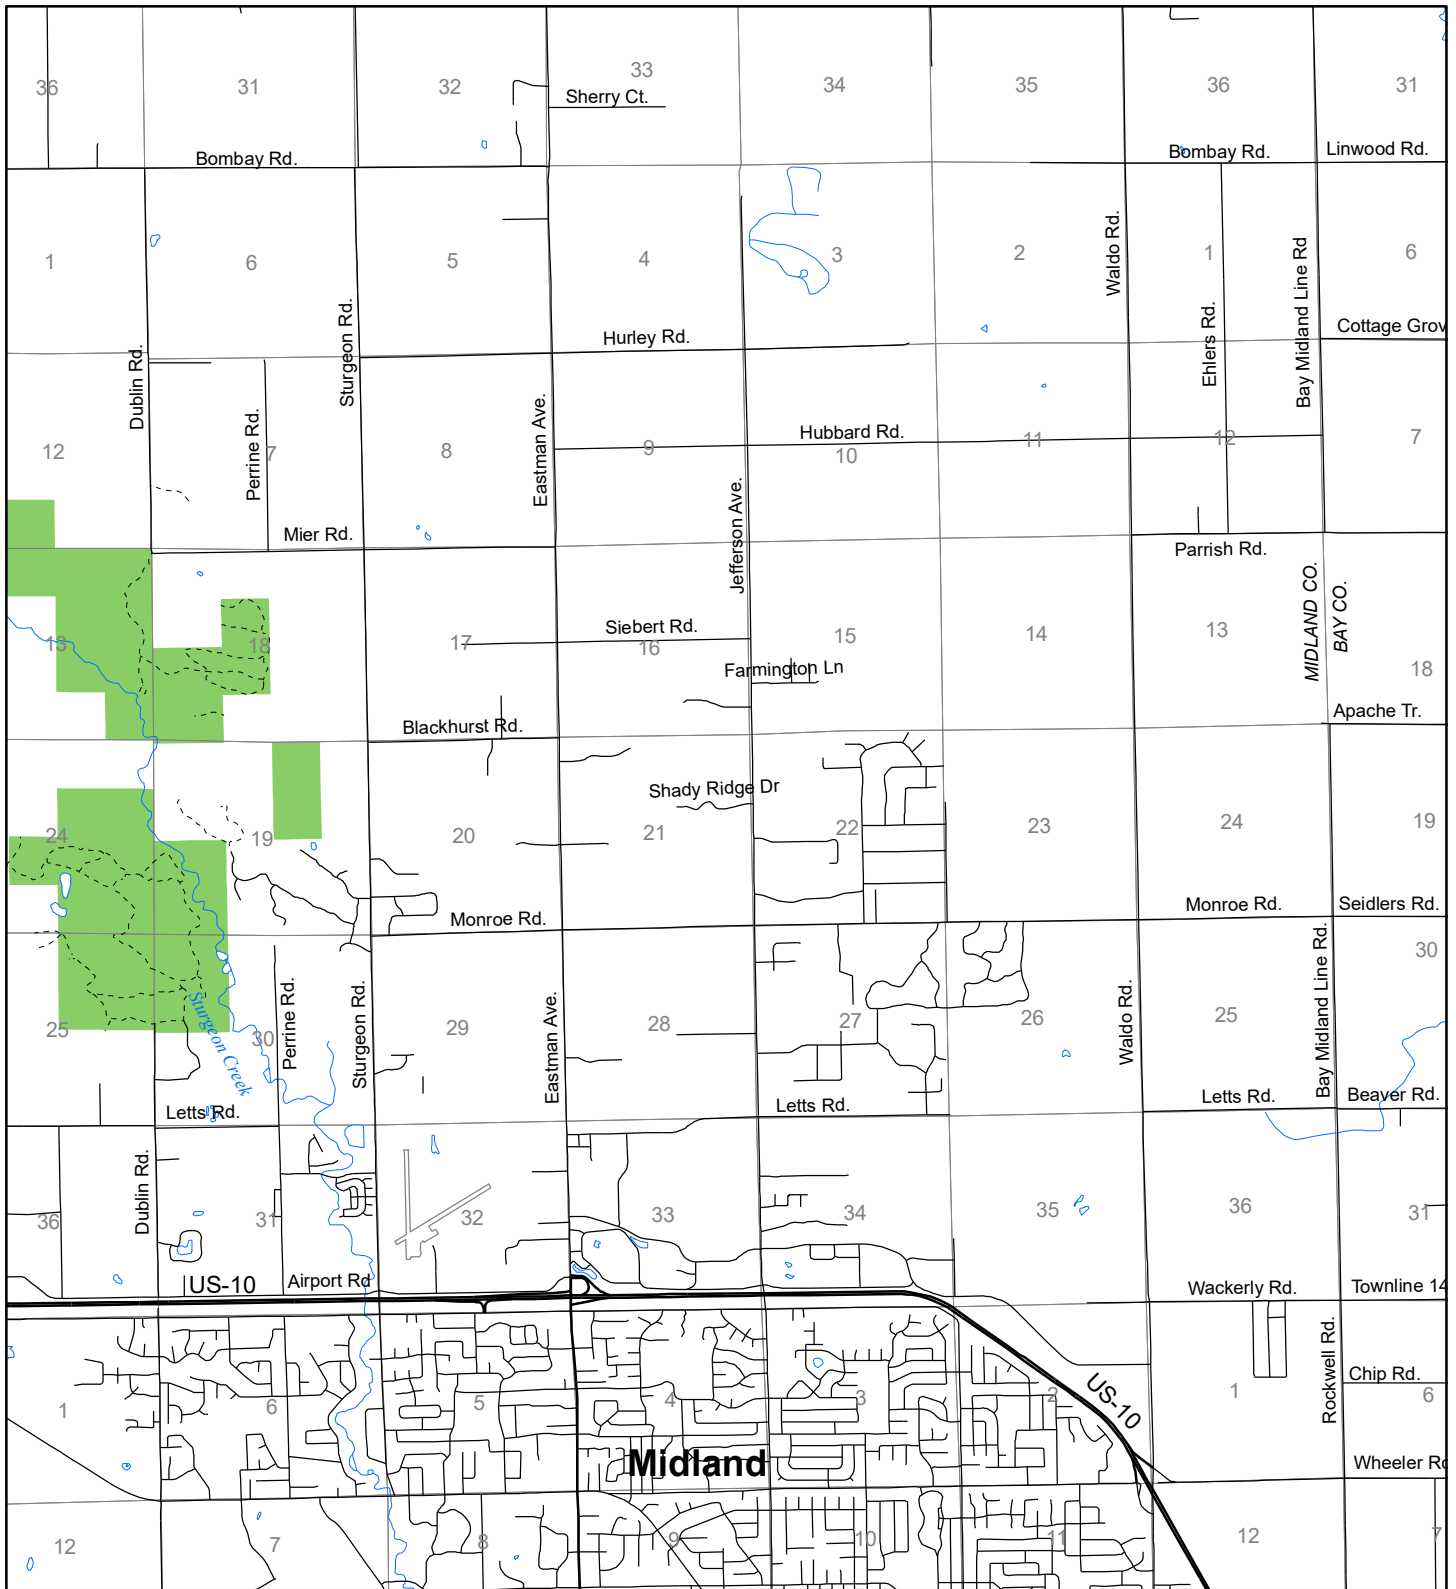 33
36
31
32
34
35
36
31
Sherry Ct.
Bombay Rd.
Bombay Rd.
Linwood Rd.
Waldo Rd.
1
6
5
4
3
2
1
6
Bay Midland Line Rd
Sturgeon Rd.
Ehlers Rd.
Hurley Rd.
Cottage Grov
Dublin Rd.
Perrine Rd.
Eastman Ave.
Hubbard Rd.
12
7
8
9
10
11
12
7
Jefferson Ave.
Mier Rd.
Parrish Rd.
MIDLAND CO.
BAY CO.
Siebert Rd.
13
18
17
16
15
14
13
18
Farmington Ln
Blackhurst Rd.
Apache Tr.
Shady Ridge Dr
24
19
20
21
22
23
24
19
Monroe Rd.
Monroe Rd.
Seidlers Rd.
Bay Midland Line Rd.
30
Sturgeon Creek
Perrine Rd.
Sturgeon Rd.
Eastman Ave.
Waldo Rd.
25
30
29
28
27
26
25
Letts Rd.
Letts Rd.
Letts Rd.
Beaver Rd.
Dublin Rd.
36
31
32
33
34
35
36
31
US-10
Airport Rd
Wackerly Rd.
Townline 14
Rockwell Rd.
Chip Rd.
US-10
1
6
5
4
3
2
1
6
Midland
Wheeler Rd
12
7
8
9
10
11
12
7